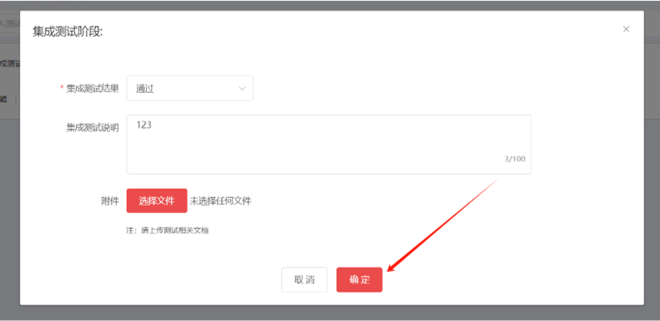 集成测试阶段:
* 集成测试结果 通过
集成测试说明 123
3/100
附件 选择文件 未选择任何文件
注：请上传测试相关文档
取消 确定